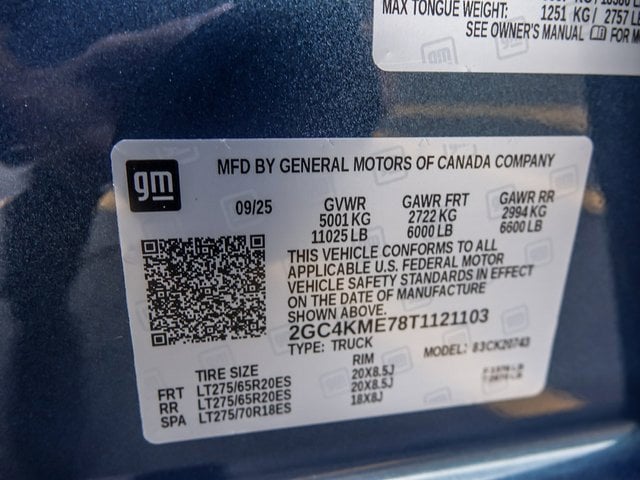 MAX TONGUE WEIGHT: 1251 KG/ 2757 L
SEE OWNER'S MANUAL FOR M
gm
MFD BY GENERAL MOTORS OF CANADA COMPANY
09/25 GVWR GAWR FRT GAWR RR
5001 KG 2722 KG 2994 KG
11025 LB 6000 LB 6600 LB
THIS VEHICLE CONFORMS TO ALL
APPLICABLE U.S. FEDERAL MOTOR
VEHICLE SAFETY STANDARDS IN EFFECT
ON THE DATE OF MANUFACTURE
SHOWN ABOVE.
2GC4KME78T1121103
TYPE: TRUCK MODEL: 83CK20743
TIRE SIZE RIM
FRT LT275/65R20ES 20X8.5J
RR LT275/65R20ES 20X8.5J
SPA LT275/70R18ES 18X8J